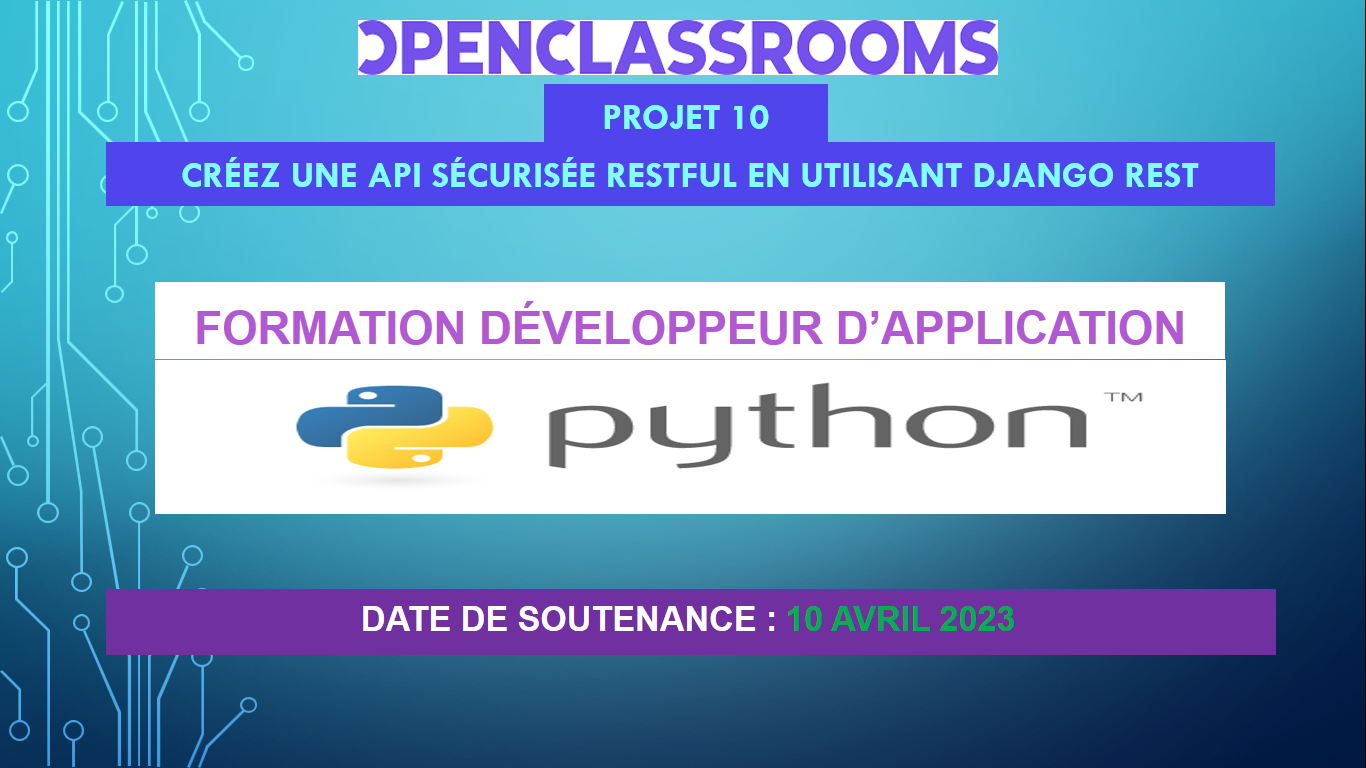 OPENCLASSROOMS
PROJET 10
CRÉEZ UNE API SÉCURISÉE RESTFUL EN UTILISANT DJANGO REST
FORMATION DÉVELOPPEUR D’APPLICATION
python™
DATE DE SOUTENANCE : 10 AVRIL 2023